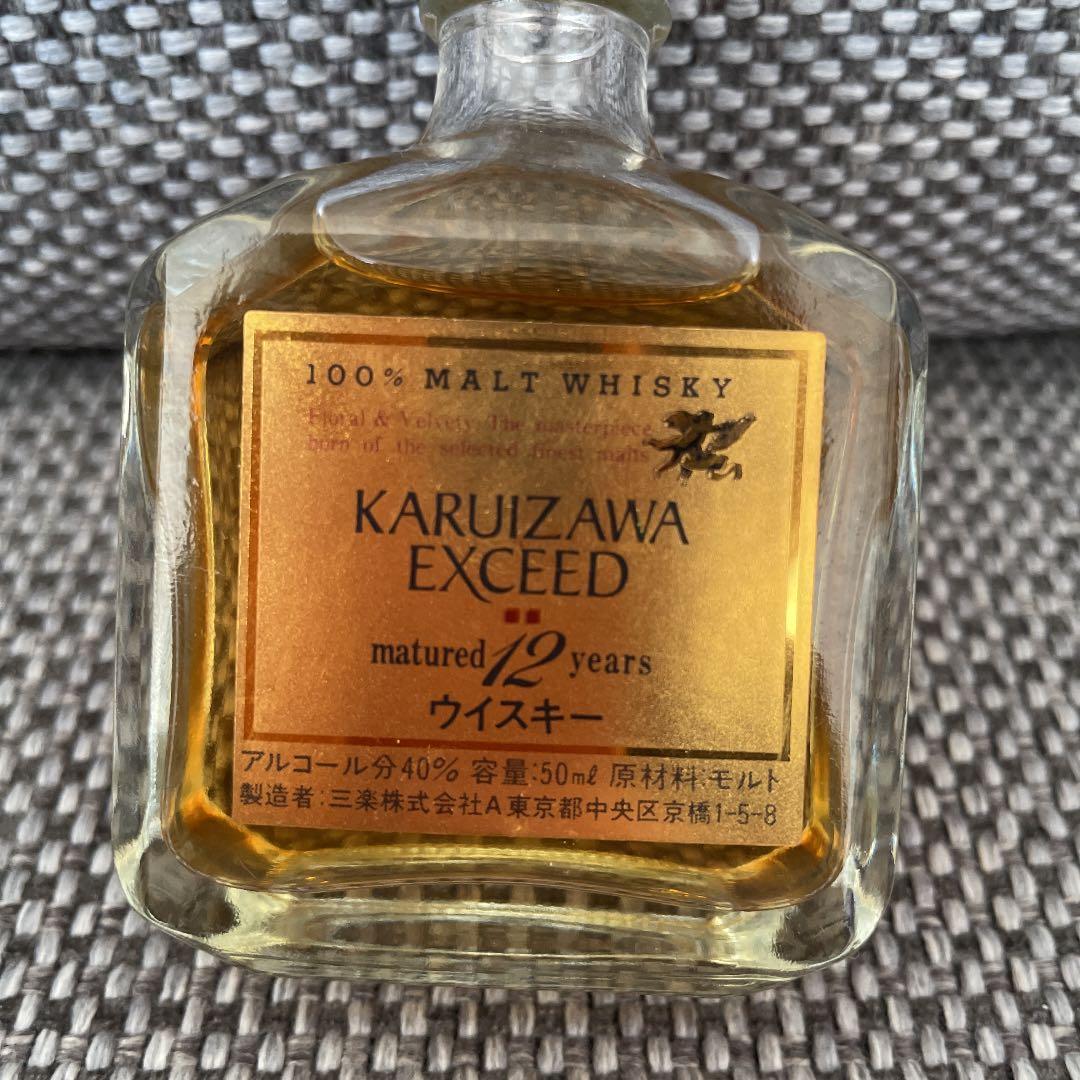 100% MALT WHISKY
Floral & Velvety. The masterpiece
born of the selected finest malts
KARUIZAWA
EXCEED
matured 12 years
ウイスキー
アルコール分40% 容量:50mℓ 原材料:モルト
製造者:三楽株式会社A東京都中央区京橋1-5-8